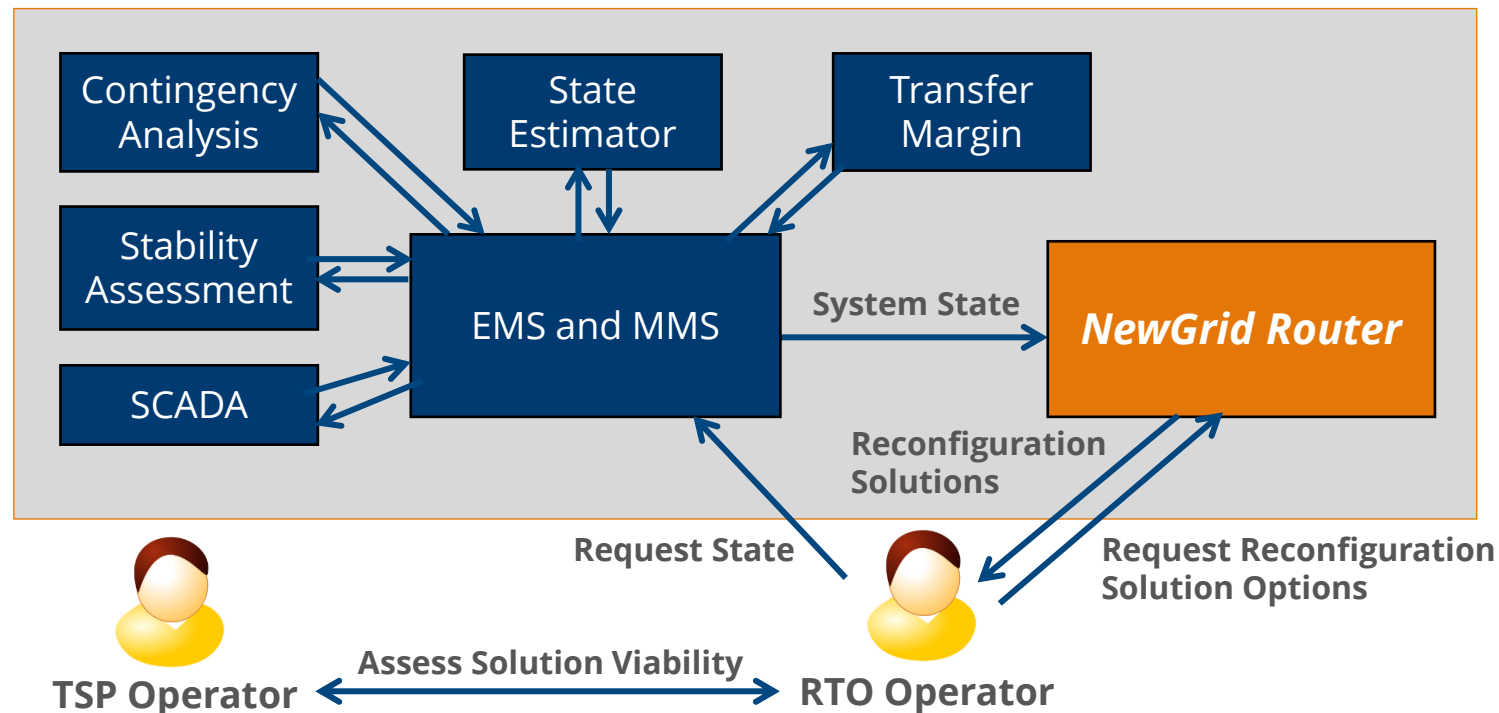 Contingency
Analysis
State
Estimator
Transfer
Margin
Stability
Assessment
EMS and MMS
System State
NewGrid Router
SCADA
Reconfiguration
Solutions
Request State
Request Reconfiguration
Solution Options
Assess Solution Viability
TSP Operator
RTO Operator